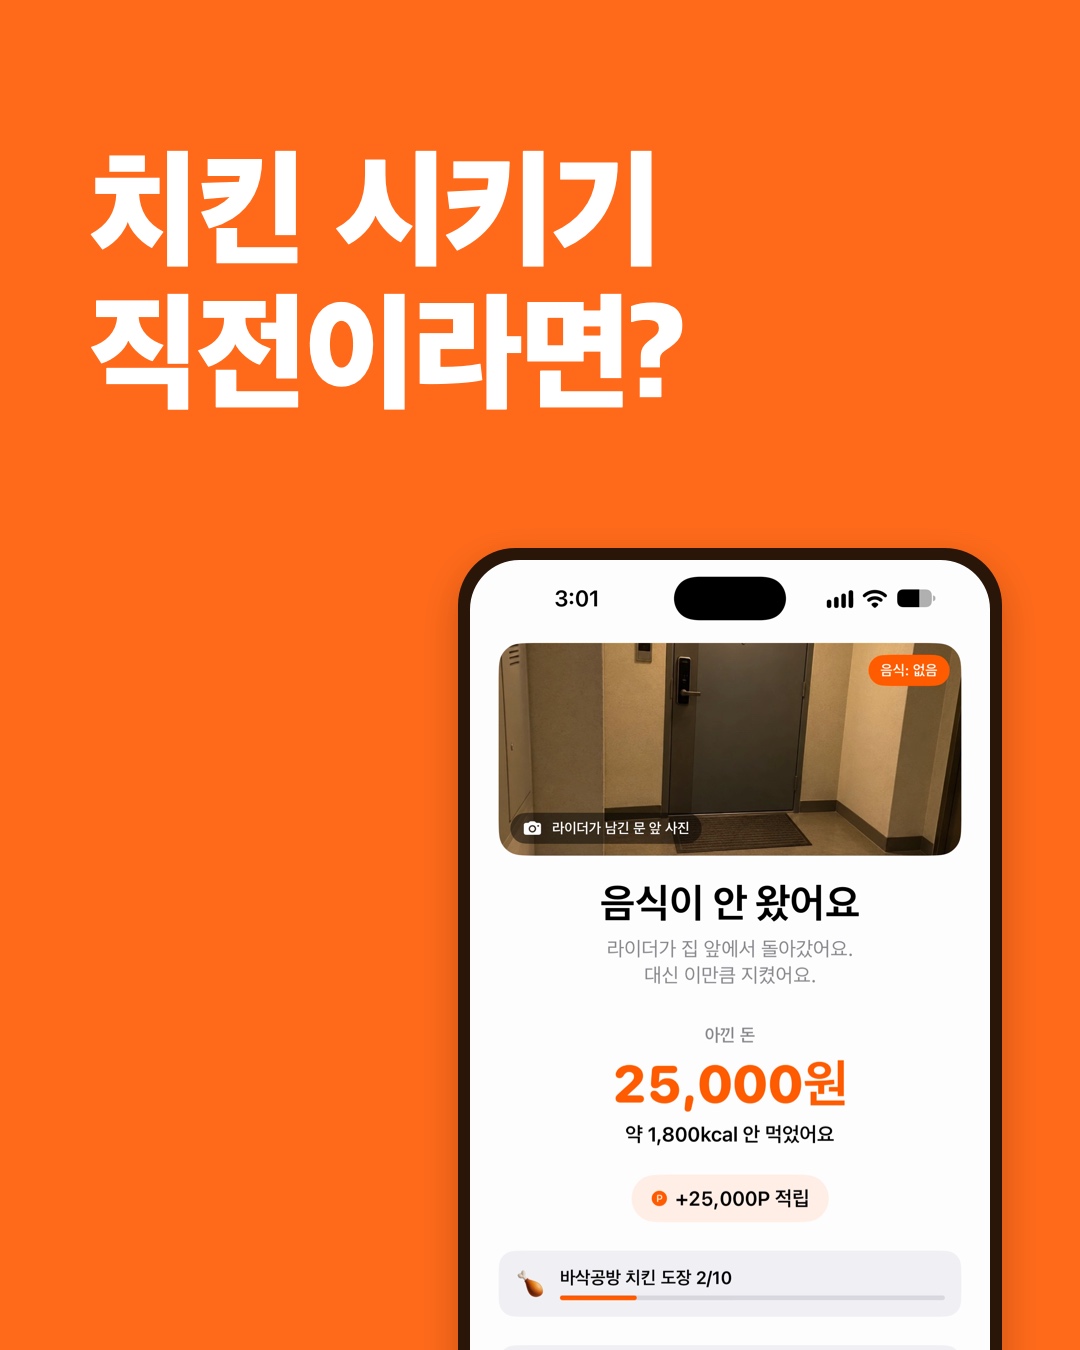 치킨 시키기
직전이라면?
3:01
음식: 없음
라이더가 남긴 문 앞 사진
음식이 안 왔어요
라이더가 집 앞에서 돌아갔어요.
대신 이만큼 지켰어요.
아낀 돈
25,000원
약 1,800kcal 안 먹었어요
P +25,000P 적립
바삭공방 치킨 도장 2/10